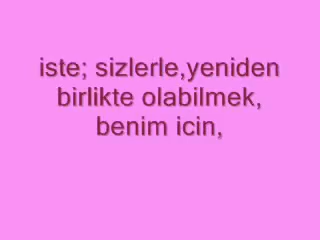 iste; sizlerle,yeniden
birlikte olabilmek,
benim icin,